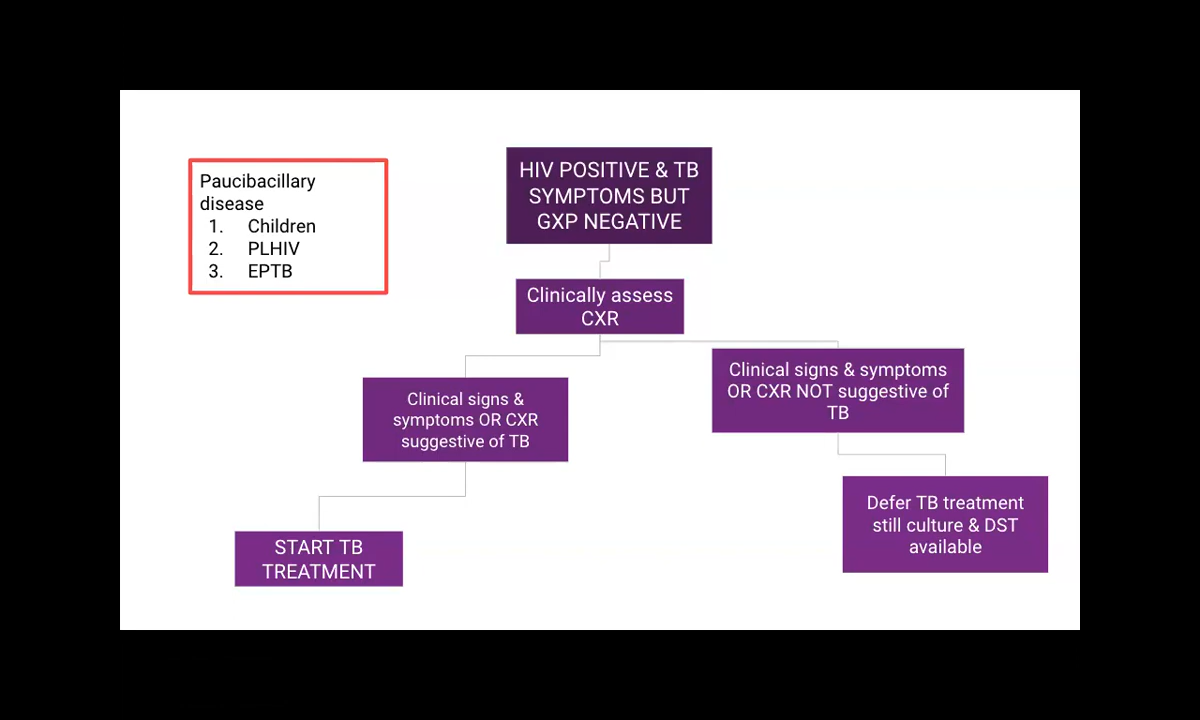 Paucibacillary
disease
1. Children
2. PLHIV
3. EPTB
HIV POSITIVE & TB
SYMPTOMS BUT
GXP NEGATIVE
Clinically assess
CXR
Clinical signs &
symptoms OR CXR
suggestive of TB
Clinical signs & symptoms
OR CXR NOT suggestive of
TB
START TB
TREATMENT
Defer TB treatment
still culture & DST
available